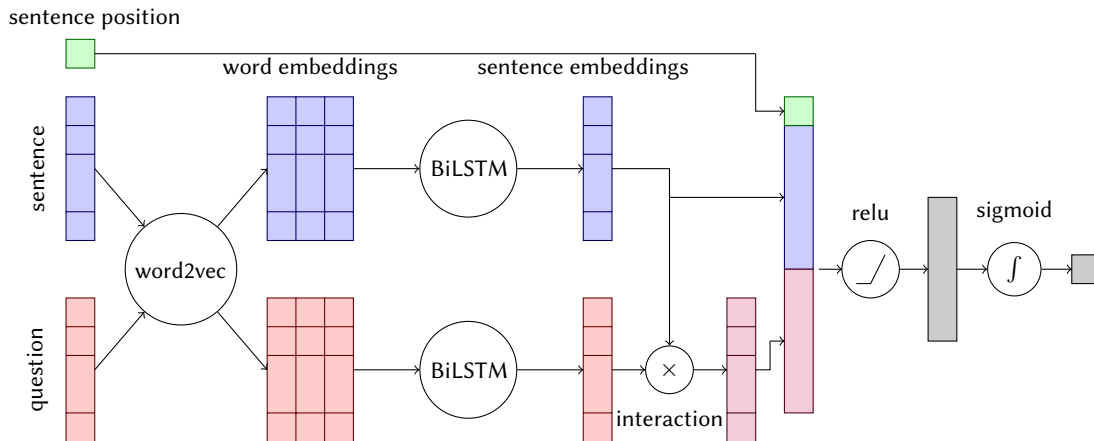 sentence position
word embeddings
sentence embeddings
sentence
BiLSTM
relu
sigmoid
word2vec
∫
question
BiLSTM
×
interaction